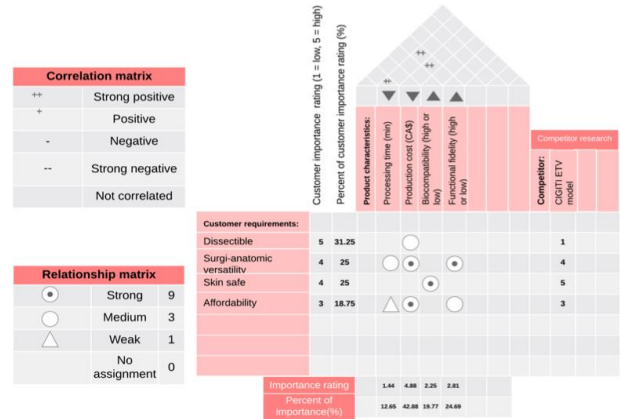 Correlation matrix
++ Strong positive
+ Positive
- Negative
-- Strong negative
Not correlated
Relationship matrix
Strong 9
Medium 3
Weak 1
No
assignment 0
Customer importance rating (1 = low, 5 = high)
Percent of customer importance rating (%)
++
++
++
Product characteristics:
Processing time (min)
Production cost (CA$)
Biocompatibility (high or
low)
Functional fidelity (high
or low)
Competitor research
Competitor:
CIGITI ETV
model
Customer requirements:
Dissectible 5 31.25 1
Surgi-anatomic
versatility 4 25 4
Skin safe 4 25 5
Affordability 3 18.75 3
Importance rating 1.44 4.88 2.25 2.81
Percent of
importance(%) 12.65 42.88 19.77 24.69